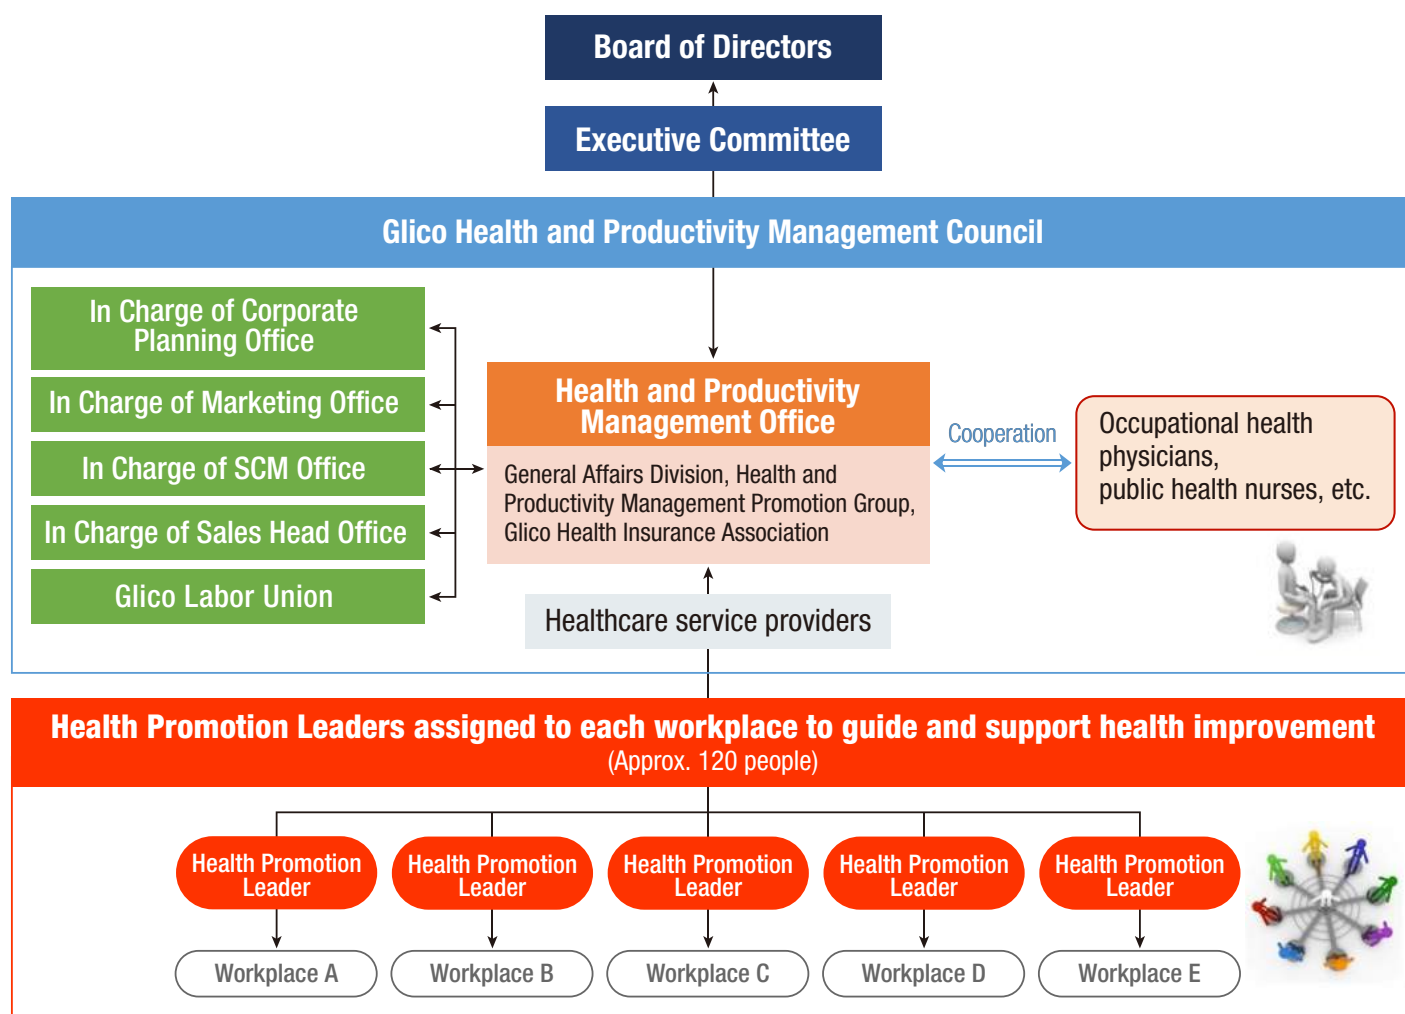 Board of Directors
Executive Committee
Glico Health and Productivity Management Council
In Charge of Corporate
Planning Office
In Charge of Marketing Office
In Charge of SCM Office
In Charge of Sales Head Office
Glico Labor Union
Health and Productivity
Management Office
General Affairs Division, Health and
Productivity Management Promotion Group,
Glico Health Insurance Association
Cooperation
Occupational health
physicians,
public health nurses, etc.
Healthcare service providers
Health Promotion Leaders assigned to each workplace to guide and support health improvement
(Approx. 120 people)
Health Promotion
Leader
Health Promotion
Leader
Health Promotion
Leader
Health Promotion
Leader
Health Promotion
Leader
Workplace A
Workplace B
Workplace C
Workplace D
Workplace E